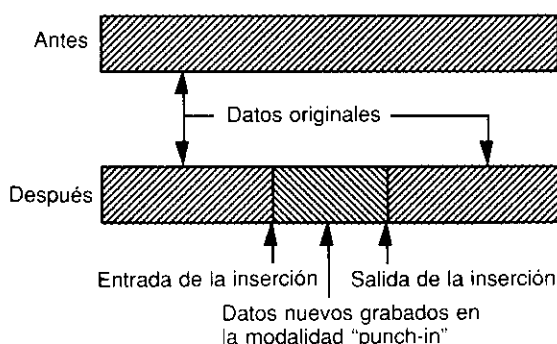 Antes
Datos originales
Después
Entrada de la inserción
Salida de la inserción
Datos nuevos grabados en
la modalidad “punch-in”